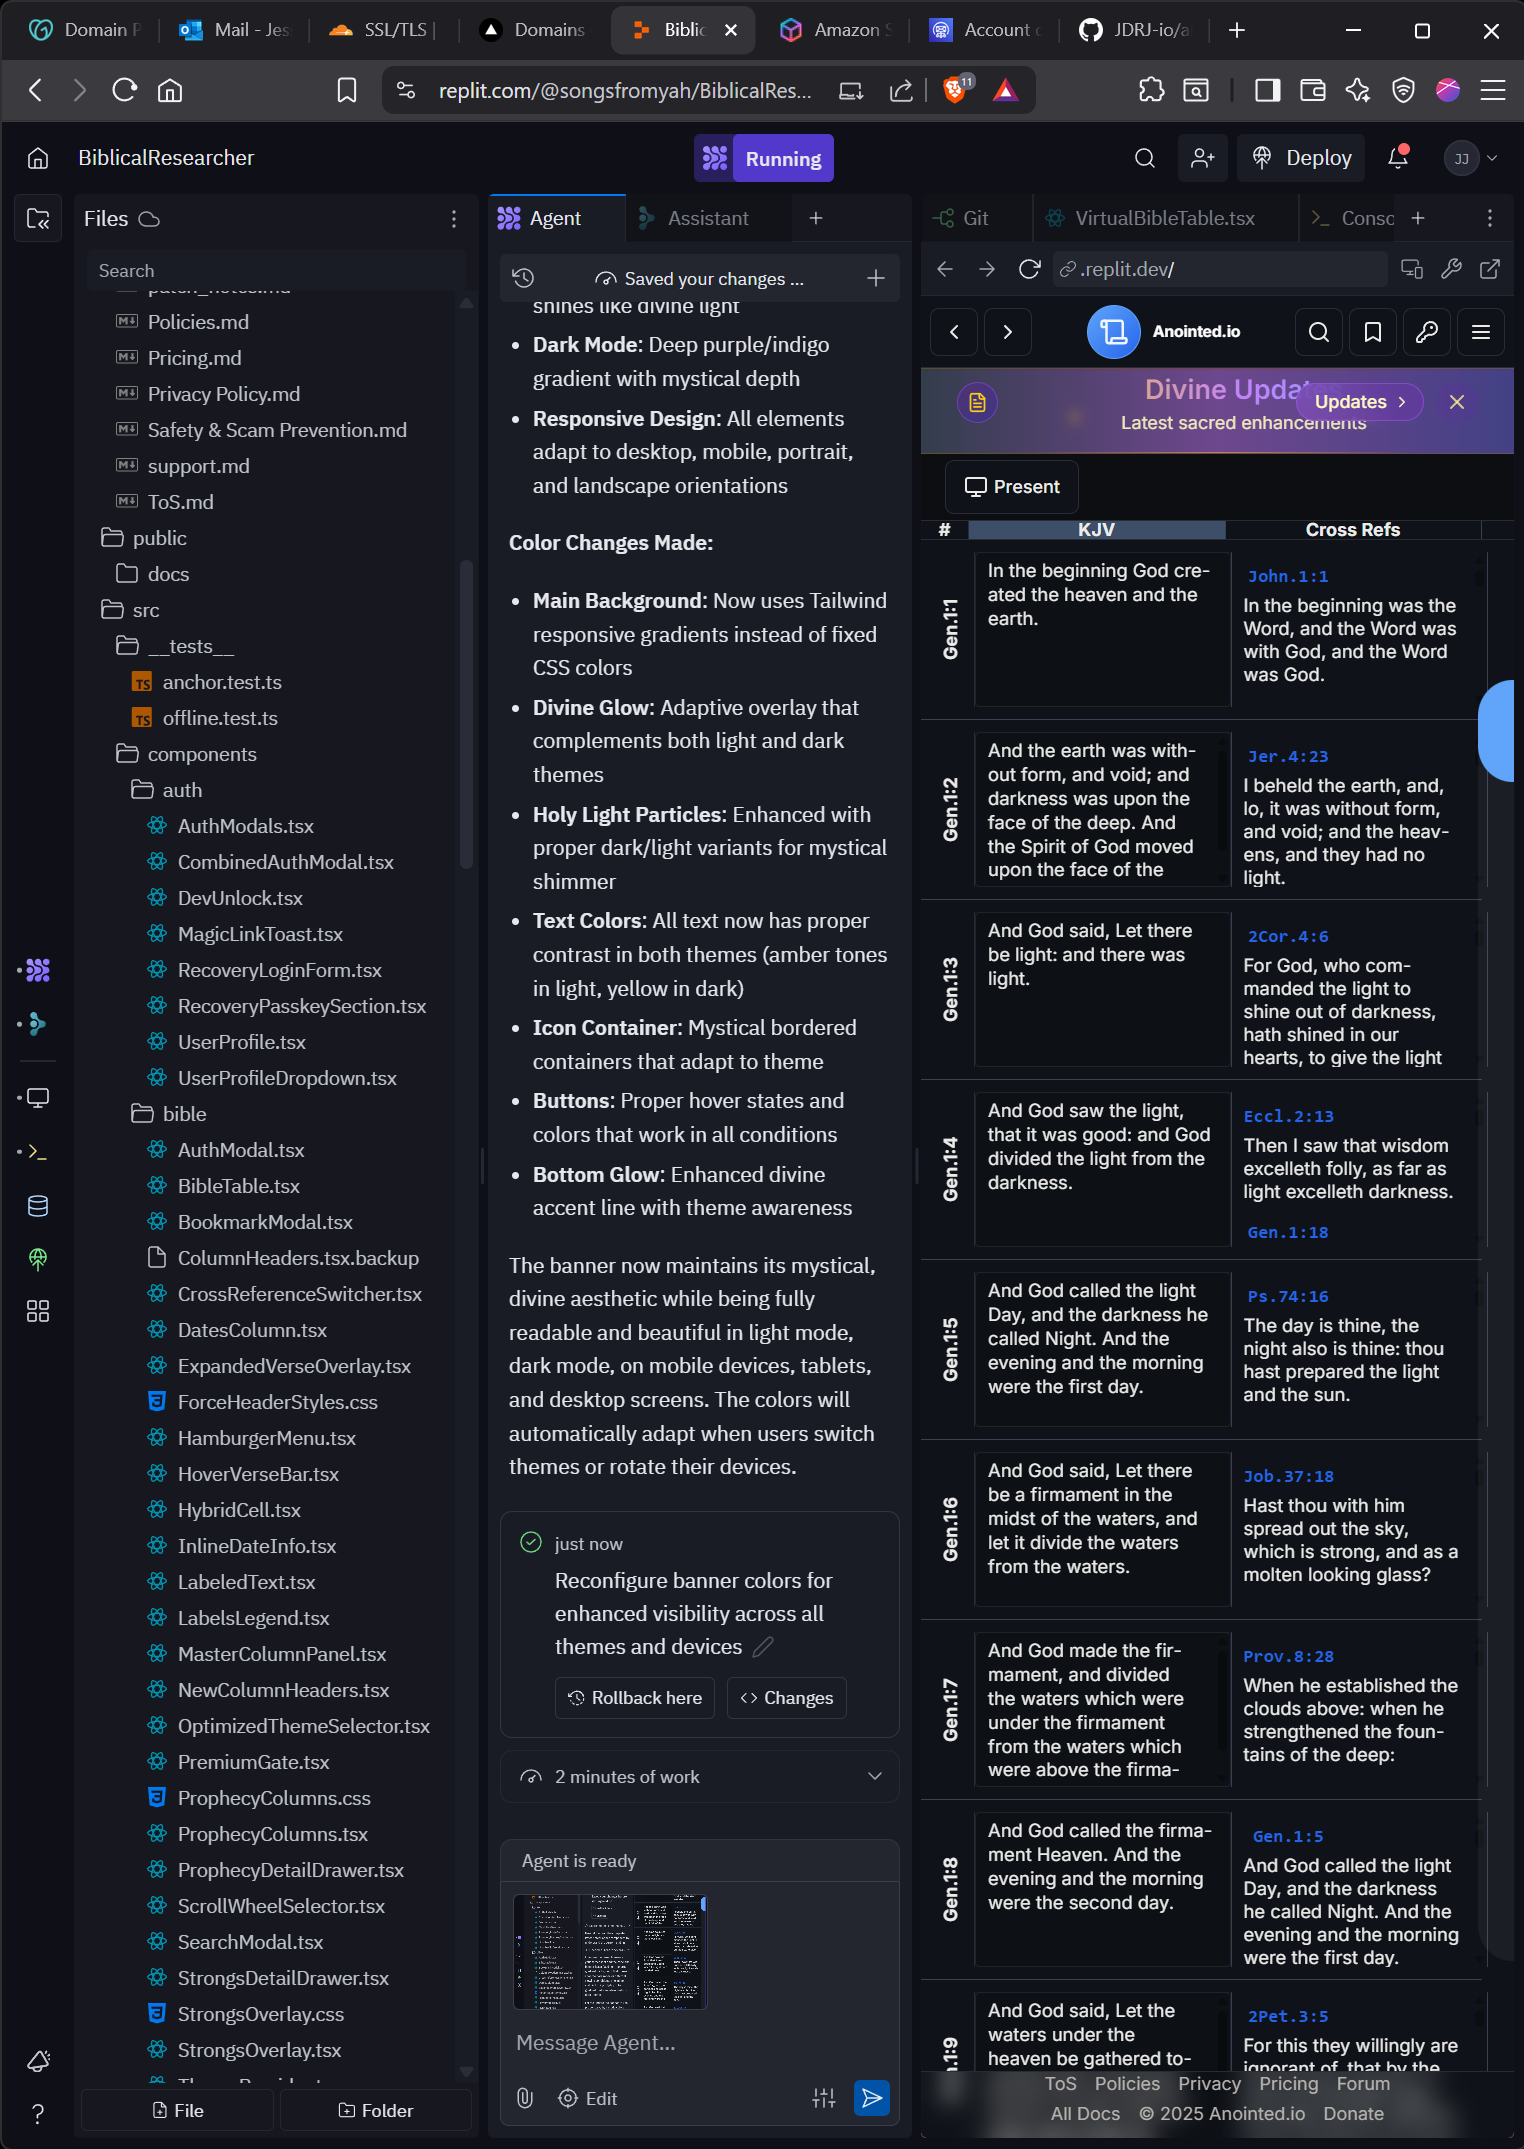 Domain
Mail - Jes
SSL/TLS
Domains
Biblic
Amazon S
Account
JDRJ-io/a
replit.com/@songsfromyah/BiblicalRes...
11
BiblicalResearcher
Running
Deploy
JJ
Files
Search
patch_notes.md
Policies.md
Pricing.md
Privacy Policy.md
Safety & Scam Prevention.md
support.md
ToS.md
public
docs
src
__tests__
anchor.test.ts
offline.test.ts
components
auth
AuthModals.tsx
CombinedAuthModal.tsx
DevUnlock.tsx
MagicLinkToast.tsx
RecoveryLoginForm.tsx
RecoveryPasskeySection.tsx
UserProfile.tsx
UserProfileDropdown.tsx
bible
AuthModal.tsx
BibleTable.tsx
BookmarkModal.tsx
ColumnHeaders.tsx.backup
CrossReferenceSwitcher.tsx
DatesColumn.tsx
ExpandedVerseOverlay.tsx
ForceHeaderStyles.css
HamburgerMenu.tsx
HoverVerseBar.tsx
HybridCell.tsx
InlineDateInfo.tsx
LabeledText.tsx
LabelsLegend.tsx
MasterColumnPanel.tsx
NewColumnHeaders.tsx
OptimizedThemeSelector.tsx
PremiumGate.tsx
ProphecyColumns.css
ProphecyColumns.tsx
ProphecyDetailDrawer.tsx
ScrollWheelSelector.tsx
SearchModal.tsx
StrongsDetailDrawer.tsx
StrongsOverlay.css
StrongsOverlay.tsx
File
Folder
Agent
Assistant
Saved your changes ...
shines like divine light
• Dark Mode: Deep purple/indigo
gradient with mystical depth
• Responsive Design: All elements
adapt to desktop, mobile, portrait,
and landscape orientations
Color Changes Made:
• Main Background: Now uses Tailwind
responsive gradients instead of fixed
CSS colors
• Divine Glow: Adaptive overlay that
complements both light and dark
themes
• Holy Light Particles: Enhanced with
proper dark/light variants for mystical
shimmer
• Text Colors: All text now has proper
contrast in both themes (amber tones
in light, yellow in dark)
• Icon Container: Mystical bordered
containers that adapt to theme
• Buttons: Proper hover states and
colors that work in all conditions
• Bottom Glow: Enhanced divine
accent line with theme awareness
The banner now maintains its mystical,
divine aesthetic while being fully
readable and beautiful in light mode,
dark mode, on mobile devices, tablets,
and desktop screens. The colors will
automatically adapt when users switch
themes or rotate their devices.
just now
Reconfigure banner colors for
enhanced visibility across all
themes and devices
Rollback here
Changes
2 minutes of work
Agent is ready
Message Agent...
Edit
Git
VirtualBibleTable.tsx
Conso
.replit.dev/
Anointed.io
Divine Updates
Latest sacred enhancements
Updates
Present
# KJV Cross Refs
Gen.1:1
In the beginning God cre-
ated the heaven and the
earth.
John.1:1
In the beginning was the
Word, and the Word was
with God, and the Word
was God.
Gen.1:2
And the earth was with-
out form, and void; and
darkness was upon the
face of the deep. And
the Spirit of God moved
upon the face of the
Jer.4:23
I beheld the earth, and,
lo, it was without form,
and void; and the heav-
ens, and they had no
light.
Gen.1:3
And God said, Let there
be light: and there was
light.
2Cor.4:6
For God, who com-
manded the light to
shine out of darkness,
hath shined in our
hearts, to give the light
Gen.1:4
And God saw the light,
that it was good: and God
divided the light from the
darkness.
Eccl.2:13
Then I saw that wisdom
excelleth folly, as far as
light excelleth darkness.
Gen.1:18
Gen.1:5
And God called the light
Day, and the darkness he
called Night. And the
evening and the morning
were the first day.
Ps.74:16
The day is thine, the
night also is thine: thou
hast prepared the light
and the sun.
Gen.1:6
And God said, Let there
be a firmament in the
midst of the waters, and
let it divide the waters
from the waters.
Job.37:18
Hast thou with him
spread out the sky,
which is strong, and as a
molten looking glass?
Gen.1:7
And God made the fir-
mament, and divided
the waters which were
under the firmament
from the waters which
were above the firma-
Prov.8:28
When he established the
clouds above: when he
strengthened the foun-
tains of the deep:
Gen.1:8
And God called the firma-
ment Heaven. And the
evening and the morning
were the second day.
Gen.1:5
And God called the light
Day, and the darkness
he called Night. And the
evening and the morning
were the first day.
1:9
And God said, Let the
waters under the
heaven be gathered to-
2Pet.3:5
For this they willingly are
ignorant of, that by the
ToS Policies Privacy Pricing Forum
All Docs © 2025 Anointed.io Donate